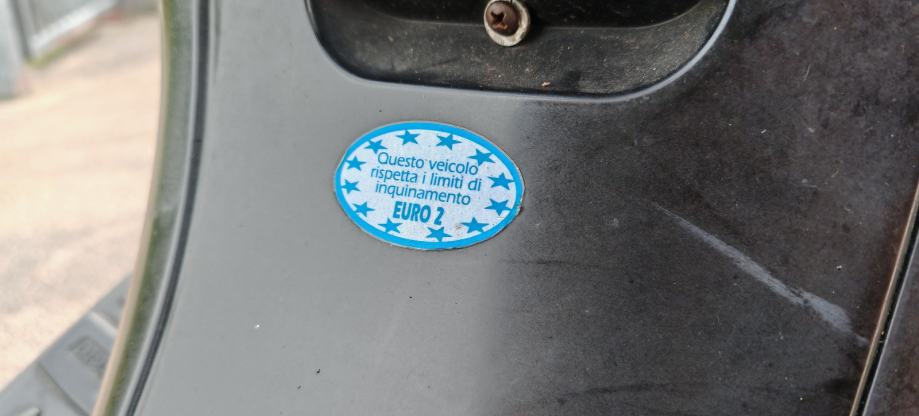 Questo veicolo
rispetta i limiti di
inquinamento
EURO 2